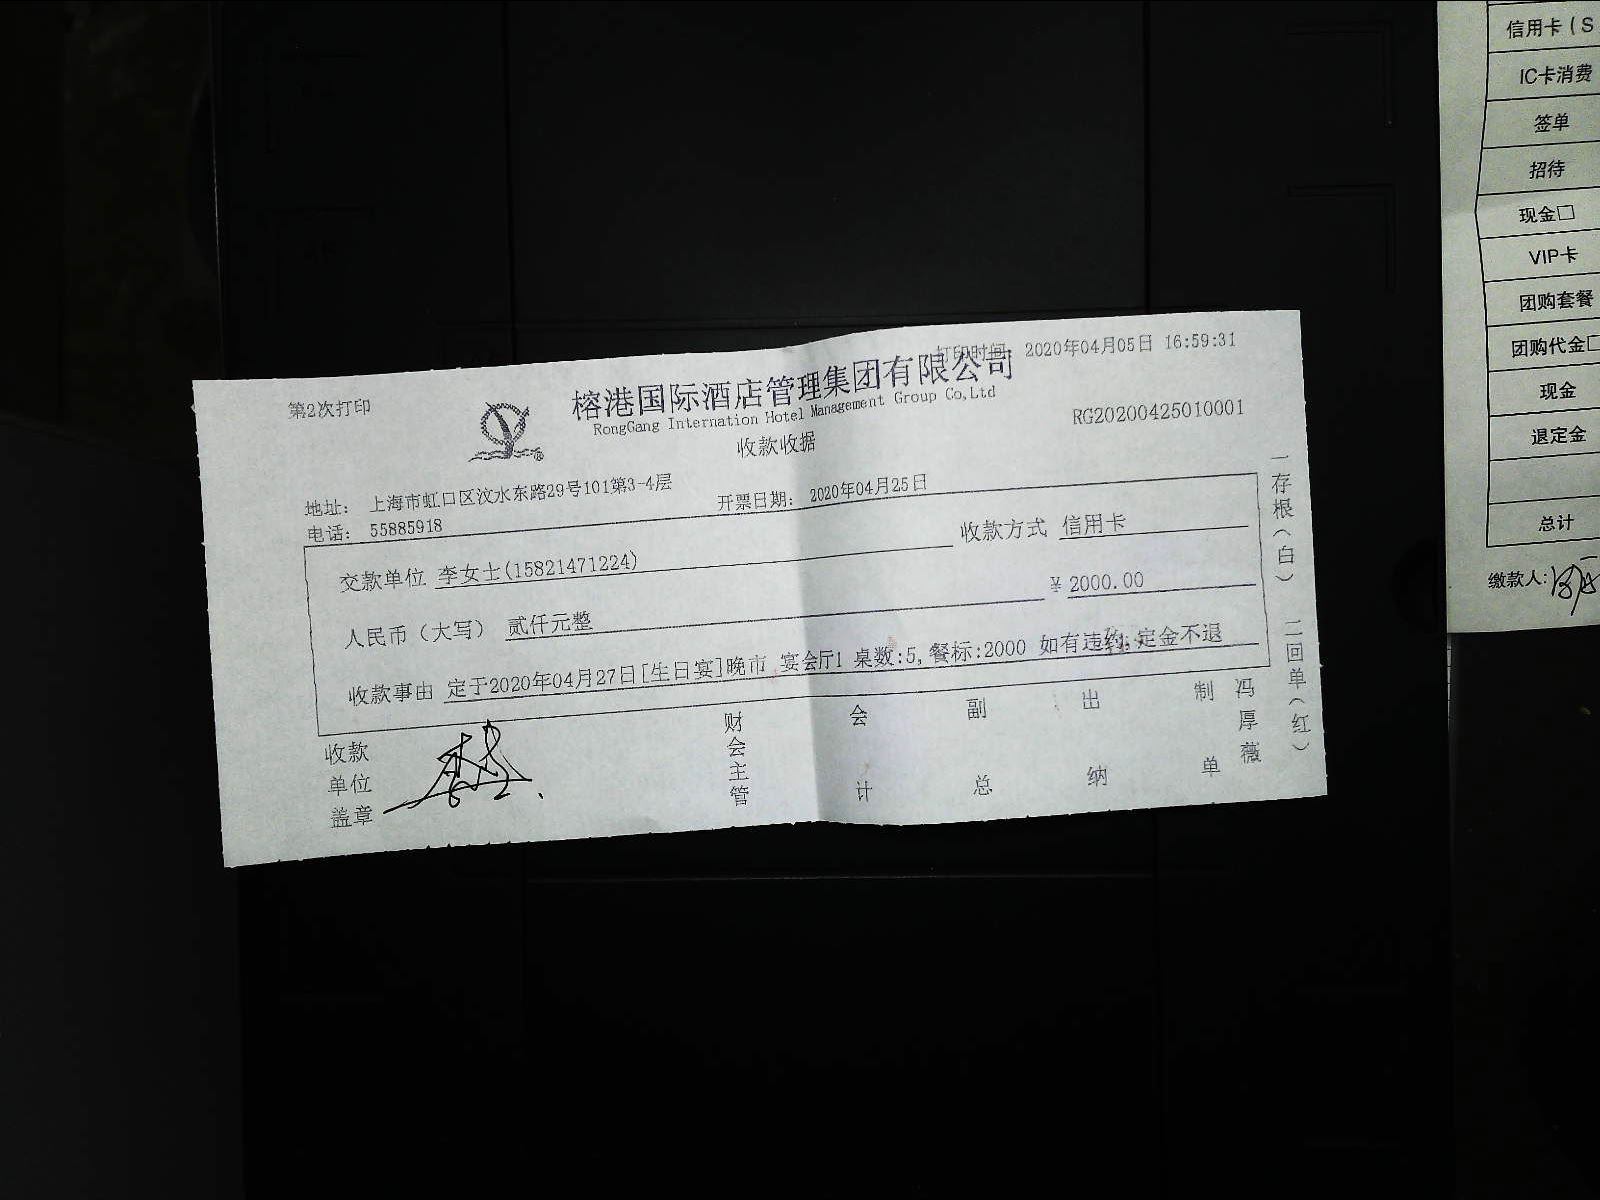 第2次打印
打印时间 2020年04月05日 16:59:31
榕港国际酒店管理集团有限公司
RongGang Internation Hotel Management Group Co,Ltd
RG20200425010001
收款收据
地址： 上海市虹口区汶水东路29号101第3-4层
电话： 55885918
开票日期： 2020年04月25日
交款单位 李女士(15821471224)
收款方式 信用卡
人民币（大写） 贰仟元整
¥ 2000.00
收款事由 定于2020年04月27日[生日宴]晚市 宴会厅1 桌数:5,餐标:2000 如有违约,定金不退
收款单位盖章
财会主管
会计
副总
出纳
制单 冯厚薇
一存根（白）
二回单（红）
信用卡（S
IC卡消费
签单
招待
现金□
VIP卡
团购套餐
团购代金□
现金
退定金
总计
缴款人: